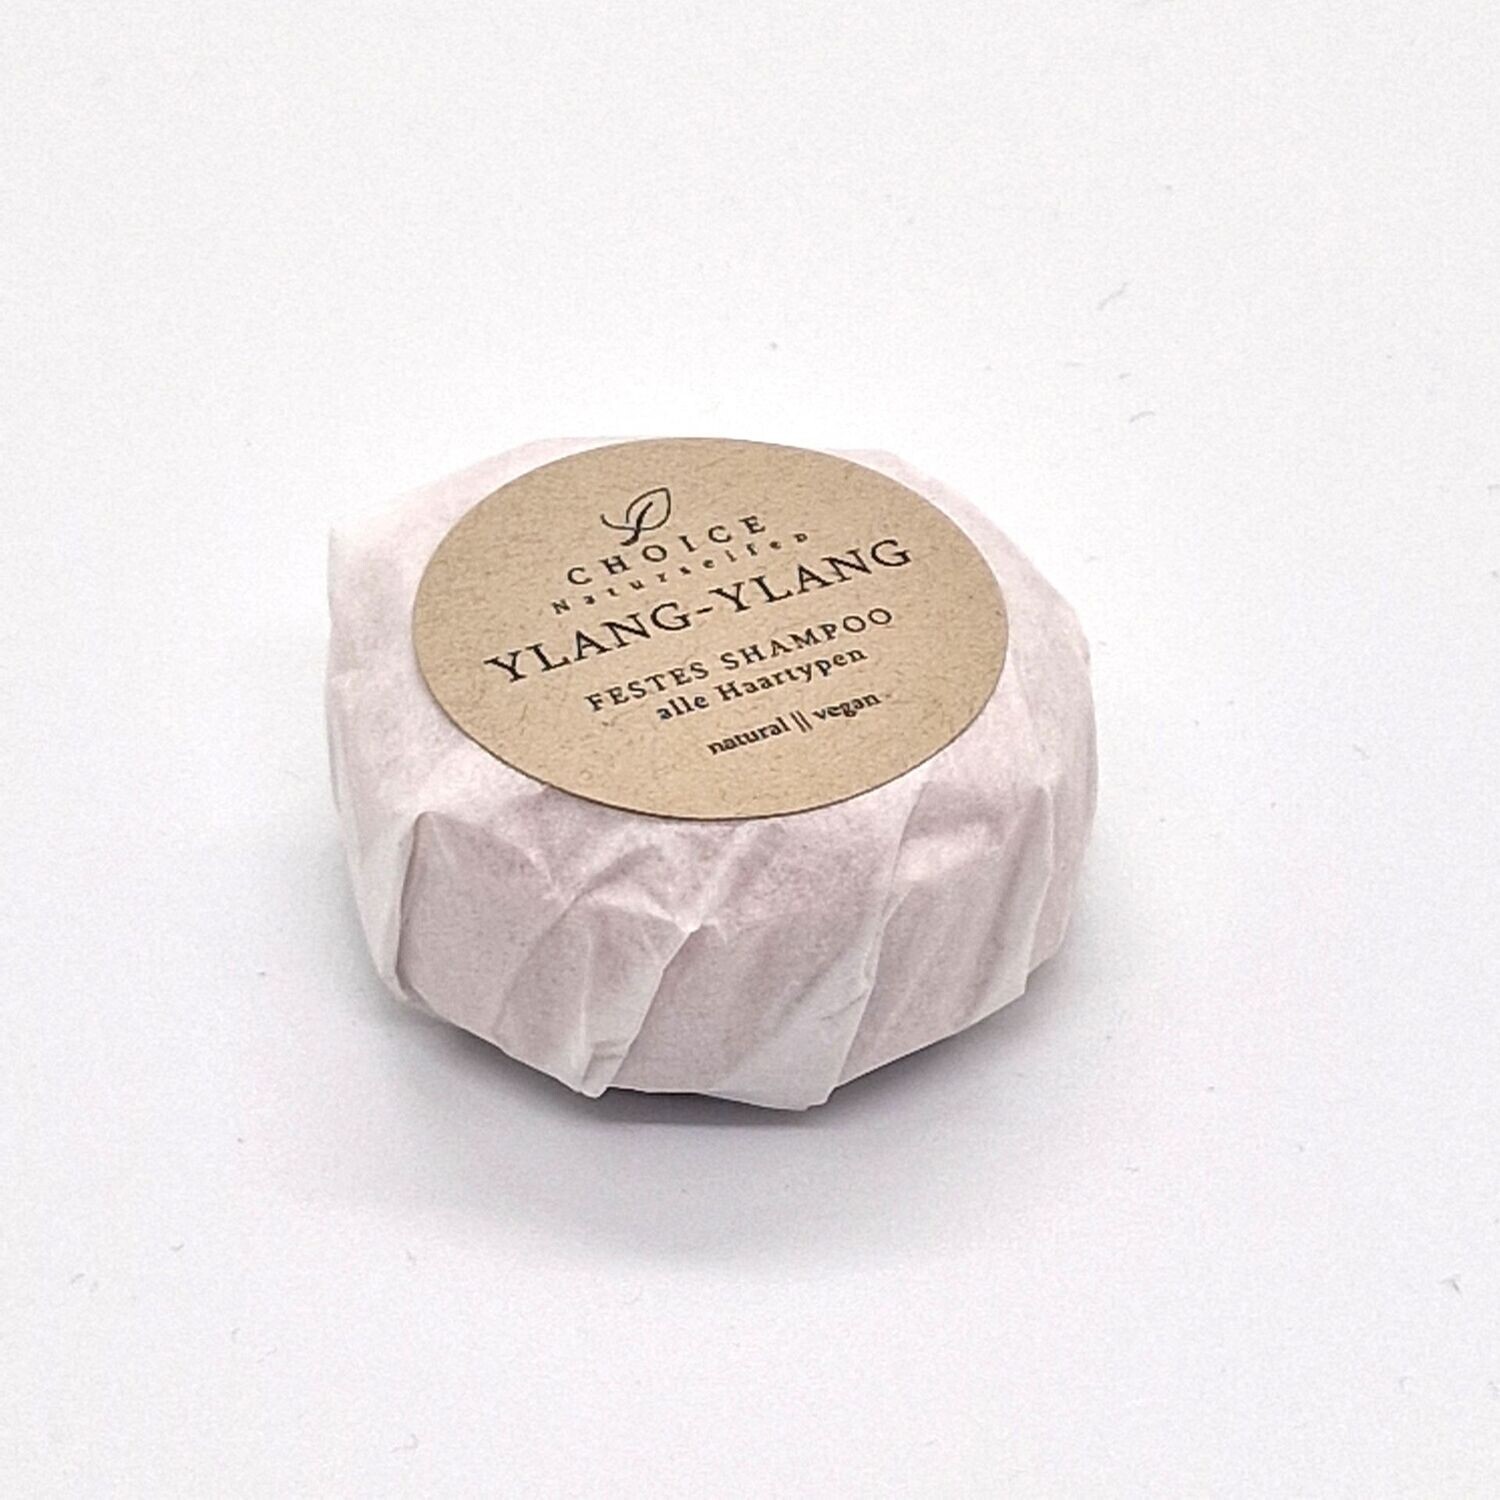 CHOICE
Naturseifen
YLANG-YLANG
FESTES SHAMPOO
alle Haartypen
natural || vegan